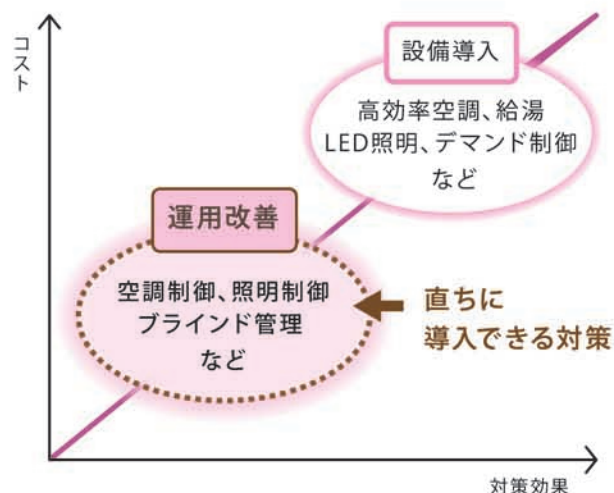 コスト
設備導入
高効率空調、給湯
LED照明、デマンド制御
など
運用改善
空調制御、照明制御
ブラインド管理
など
直ちに
導入できる対策
対策効果